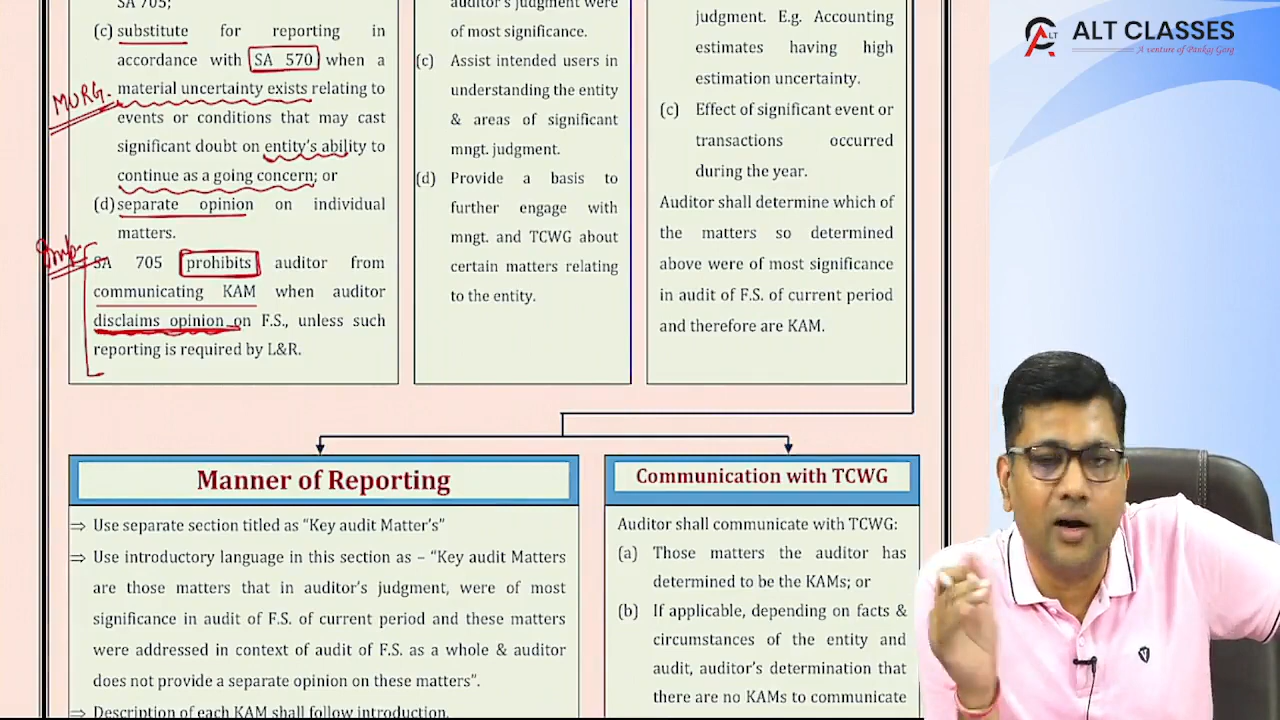 SA 705;
(c) substitute for reporting in
accordance with SA 570 when a
material uncertainty exists relating to
events or conditions that may cast
significant doubt on entity's ability to
continue as a going concern; or
(d) separate opinion on individual
matters.
SA 705 prohibits auditor from
communicating KAM when auditor
disclaims opinion on F.S., unless such
reporting is required by L&R.
MURG.
Imp
auditor's judgment were
of most significance.
(c) Assist intended users in
understanding the entity
& areas of significant
mngt. judgment.
(d) Provide a basis to
further engage with
mngt. and TCWG about
certain matters relating
to the entity.
judgment. E.g. Accounting
estimates having high
estimation uncertainty.
(c) Effect of significant event or
transactions occurred
during the year.
Auditor shall determine which of
the matters so determined
above were of most significance
in audit of F.S. of current period
and therefore are KAM.
ALT
ALT CLASSES
A venture of Pankaj Garg
Manner of Reporting
⇒ Use separate section titled as “Key audit Matter's”
⇒ Use introductory language in this section as – “Key audit Matters
are those matters that in auditor's judgment, were of most
significance in audit of F.S. of current period and these matters
were addressed in context of audit of F.S. as a whole & auditor
does not provide a separate opinion on these matters”.
⇒ Description of each KAM shall follow introduction.
Communication with TCWG
Auditor shall communicate with TCWG:
(a) Those matters the auditor has
determined to be the KAMs; or
(b) If applicable, depending on facts &
circumstances of the entity and
audit, auditor's determination that
there are no KAMs to communicate